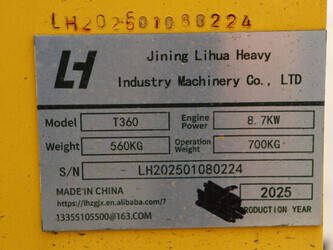 LH202501080224
LH
Jining Lihua Heavy
Industry Machinery Co., LTD
Model T360 Engine Power 8.7KW
Weight 560KG Operation Weight 700KG
S/N LH202501080224
MADE IN CHINA 2025
https://lhzgjx.en.alibaba.com/?
13355105500@163.COM PRODUCTION YEAR